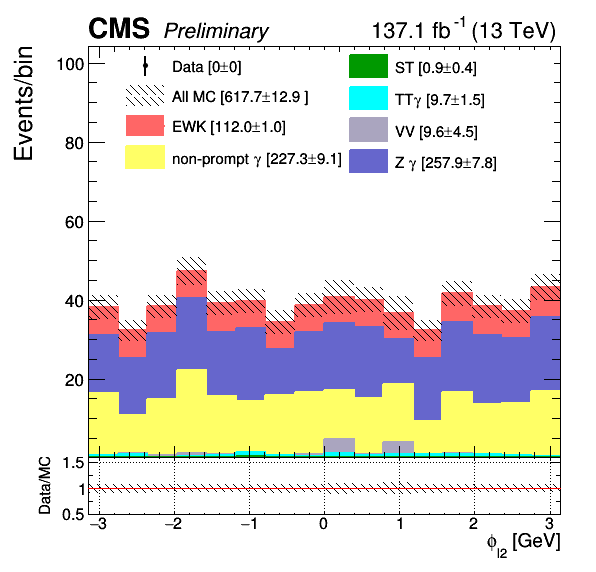 CMS Preliminary 137.1 fb⁻¹ (13 TeV)
Events/bin
Data [0±0]
All MC [617.7±12.9 ]
EWK [112.0±1.0]
non-prompt γ [227.3±9.1]
ST [0.9±0.4]
TTγ [9.7±1.5]
VV [9.6±4.5]
Z γ [257.9±7.8]
100
80
60
40
20
Data/MC
1.5
1
0.5
−3 −2 −1 0 1 2 3
ϕ_l2 [GeV]